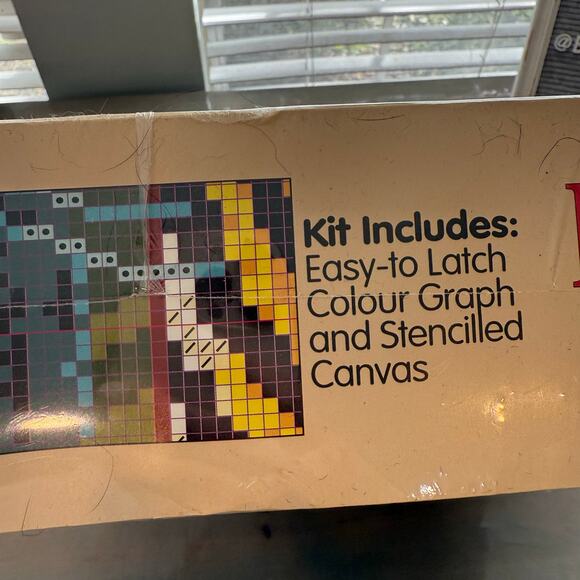 Kit Includes:
Easy-to Latch
Colour Graph
and Stencilled
Canvas